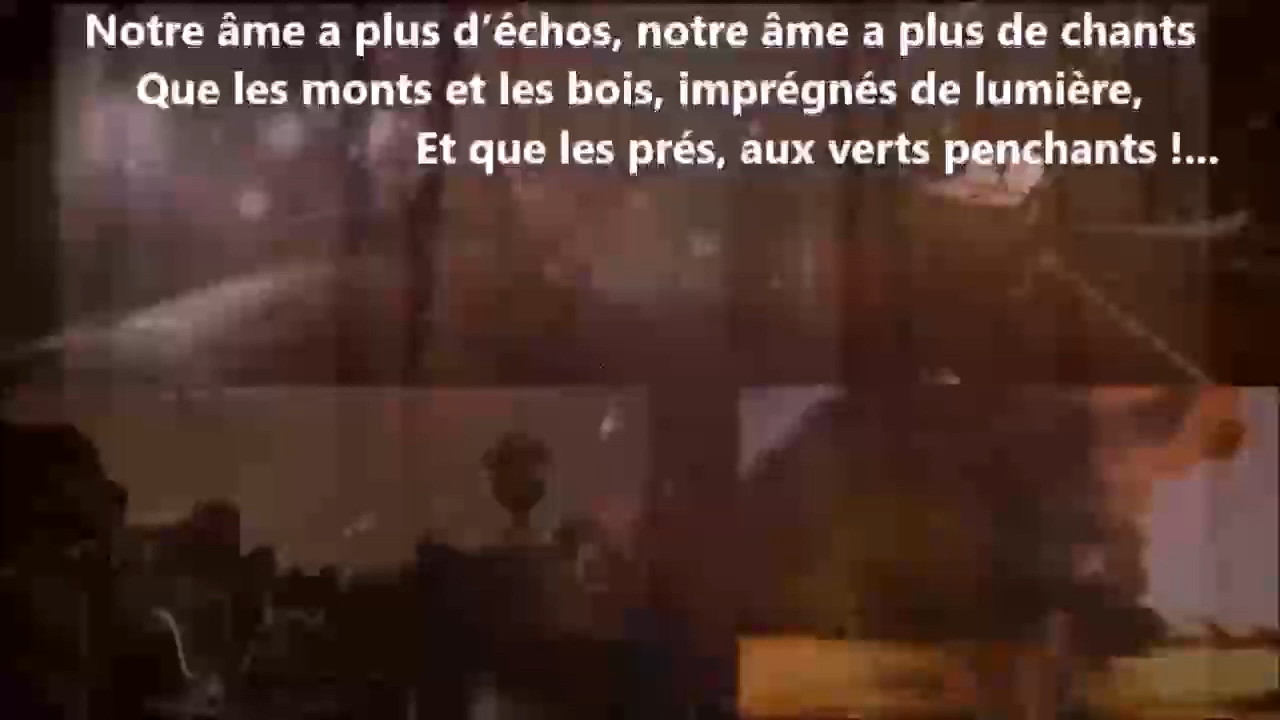 Notre âme a plus d’échos, notre âme a plus de chants
Que les monts et les bois, imprégnés de lumière,
Et que les prés, aux verts penchants !...